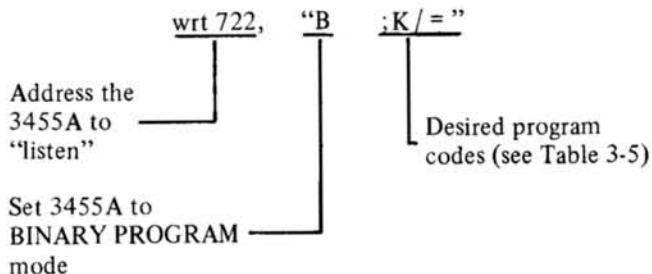 wrt 722, “B ;K/=”
Address the
3455A to
“listen”
Desired program
codes (see Table 3-5)
Set 3455A to
BINARY PROGRAM
mode